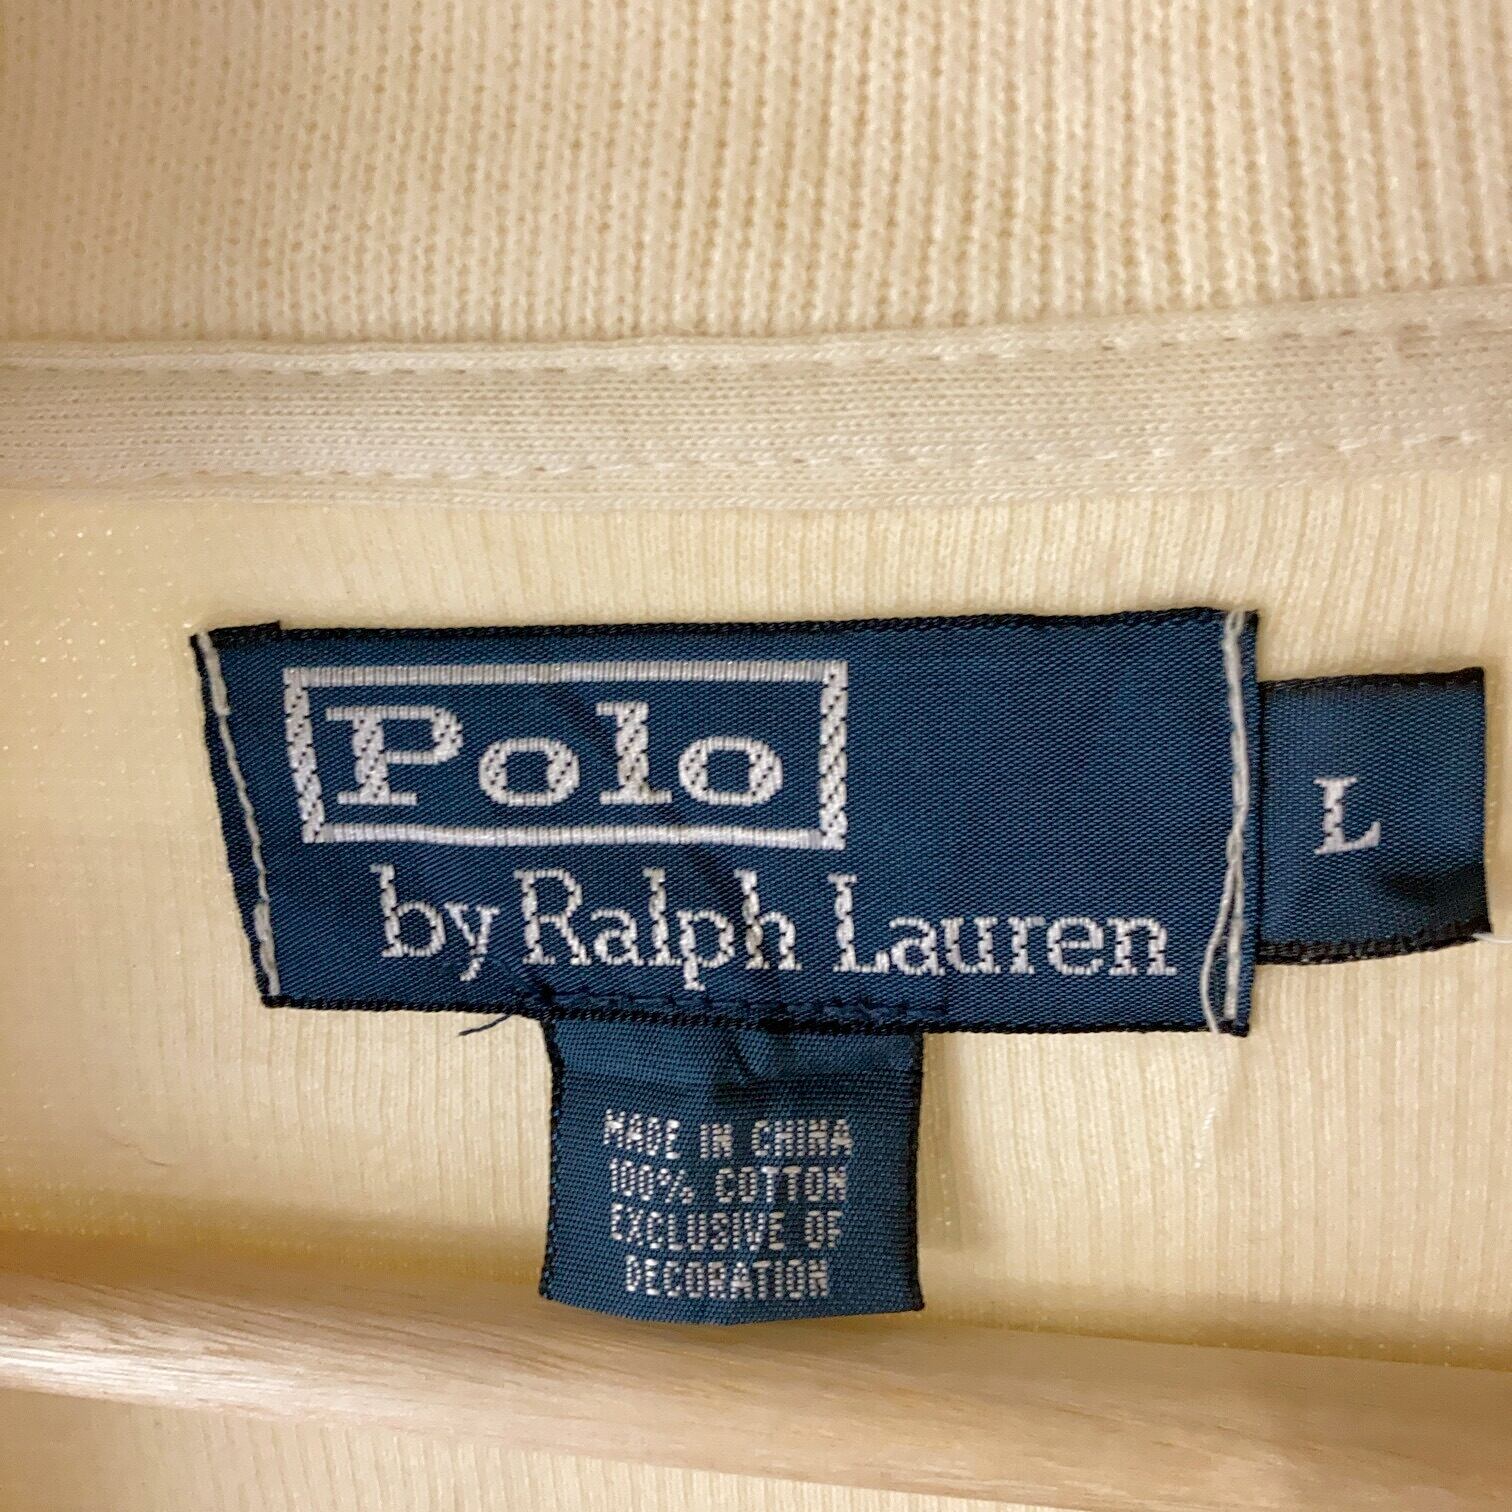 Polo
by Ralph Lauren
L
MADE IN CHINA
100% COTTON
EXCLUSIVE OF
DECORATION